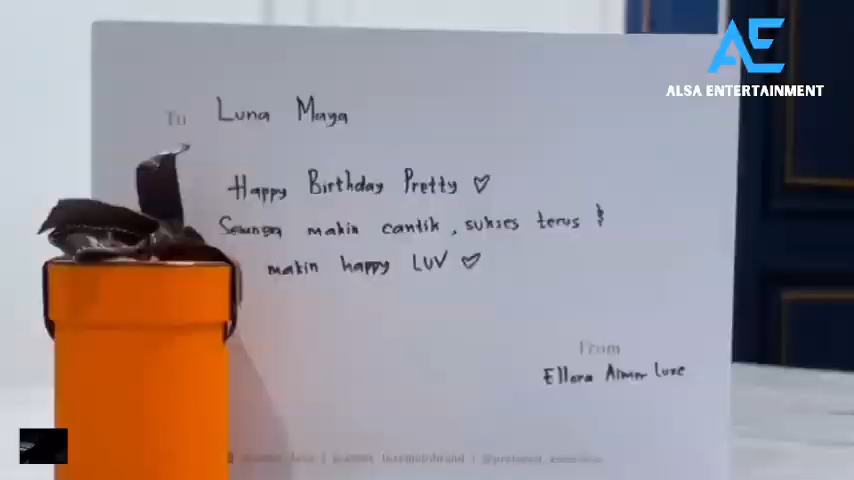 AE
ALSA ENTERTAINMENT
To Luna Maya
Happy Birthday Pretty ♡
makin cantik, sukses terus &
makin happy LUV ♡
From
Ellora Aimer Luxe